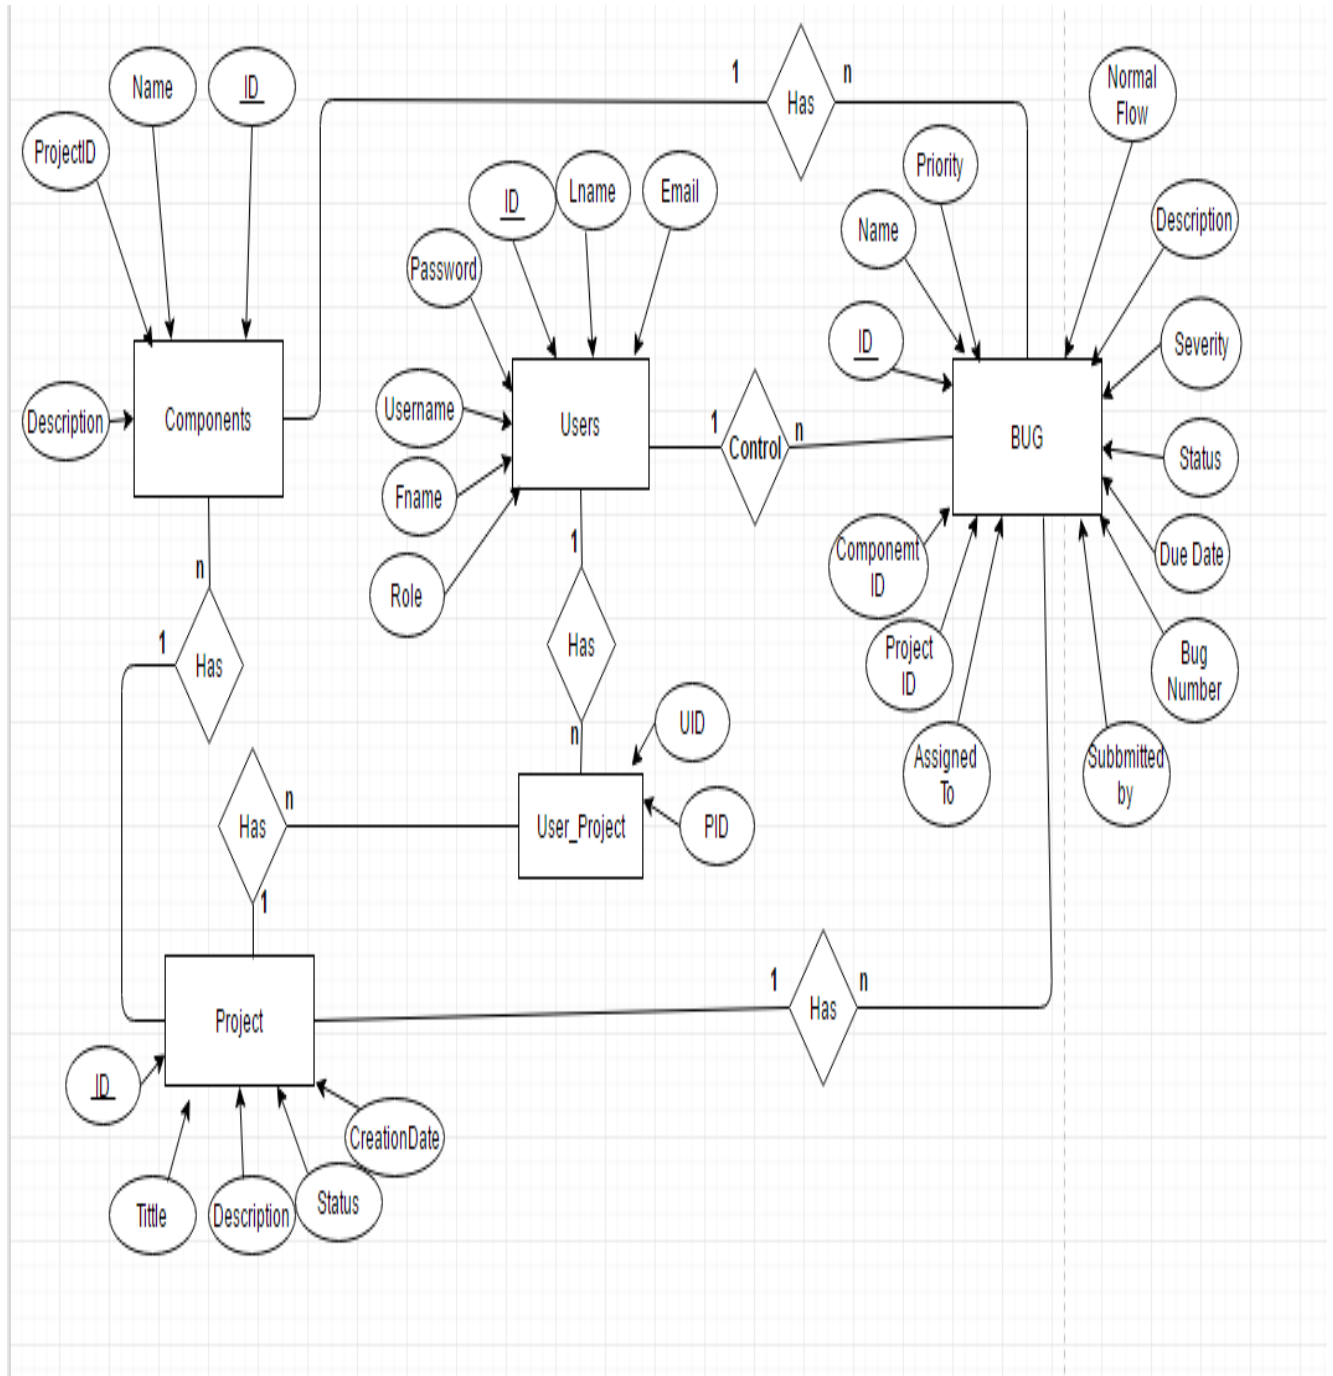 1
Has
n
Normal
Flow
Name
ID
ProjectID
Priority
ID
Lname
Email
Name
Description
Password
ID
Severity
Description
Components
Username
Users
1
Control
n
BUG
Status
Fname
Role
1
Componemt
ID
Due Date
n
1
Has
Has
Project
ID
Bug
Number
n
UID
Assigned
To
Subbmitted
by
n
Has
User_Project
PID
1
1
Has
n
Project
ID
CreationDate
Tittle
Description
Status